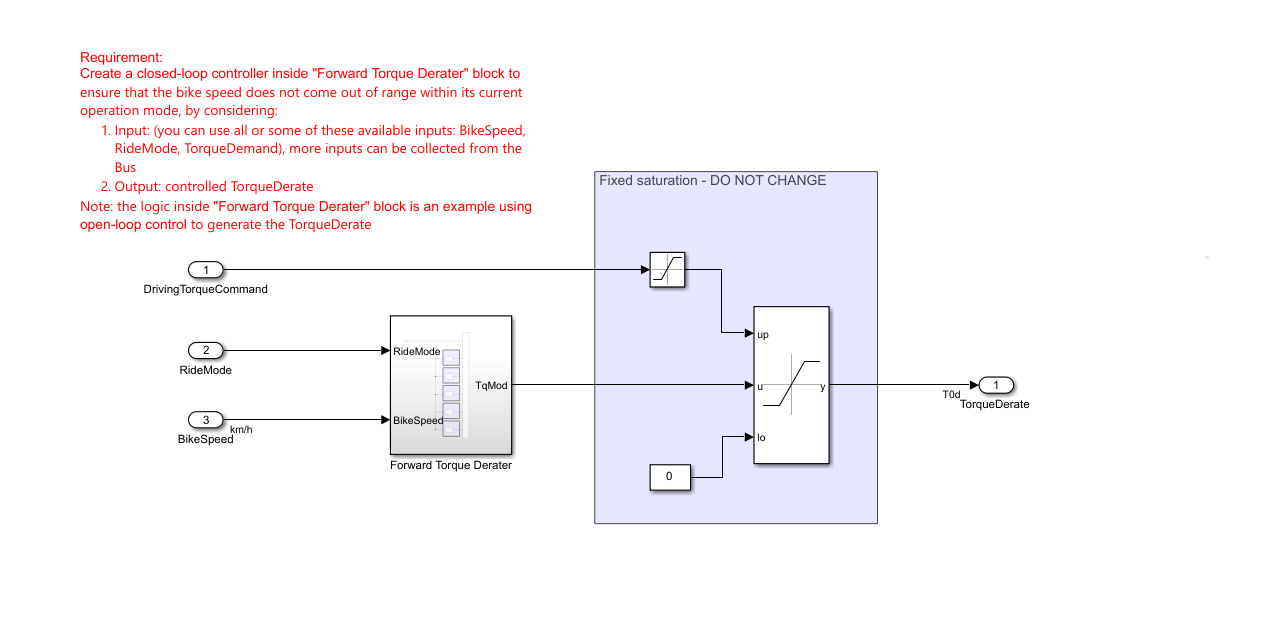 Requirement:
Create a closed-loop controller inside "Forward Torque Derater" block to
ensure that the bike speed does not come out of range within its current
operation mode, by considering:
1. Input: (you can use all or some of these available inputs: BikeSpeed,
RideMode, TorqueDemand), more inputs can be collected from the
Bus
2. Output: controlled TorqueDerate
Note: the logic inside "Forward Torque Derater" block is an example using
open-loop control to generate the TorqueDerate
Fixed saturation - DO NOT CHANGE
1
DrivingTorqueCommand
up
2
RideMode
RideMode
TqMod
u
y
1
T0d
TorqueDerate
3
km/h
BikeSpeed
BikeSpeed
lo
Forward Torque Derater
0